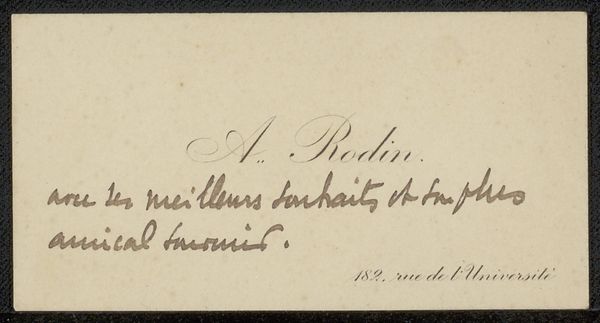 A. Rodin.
avec ses meilleurs souhaits et son plus
amical souvenir.
182, rue de l'Université